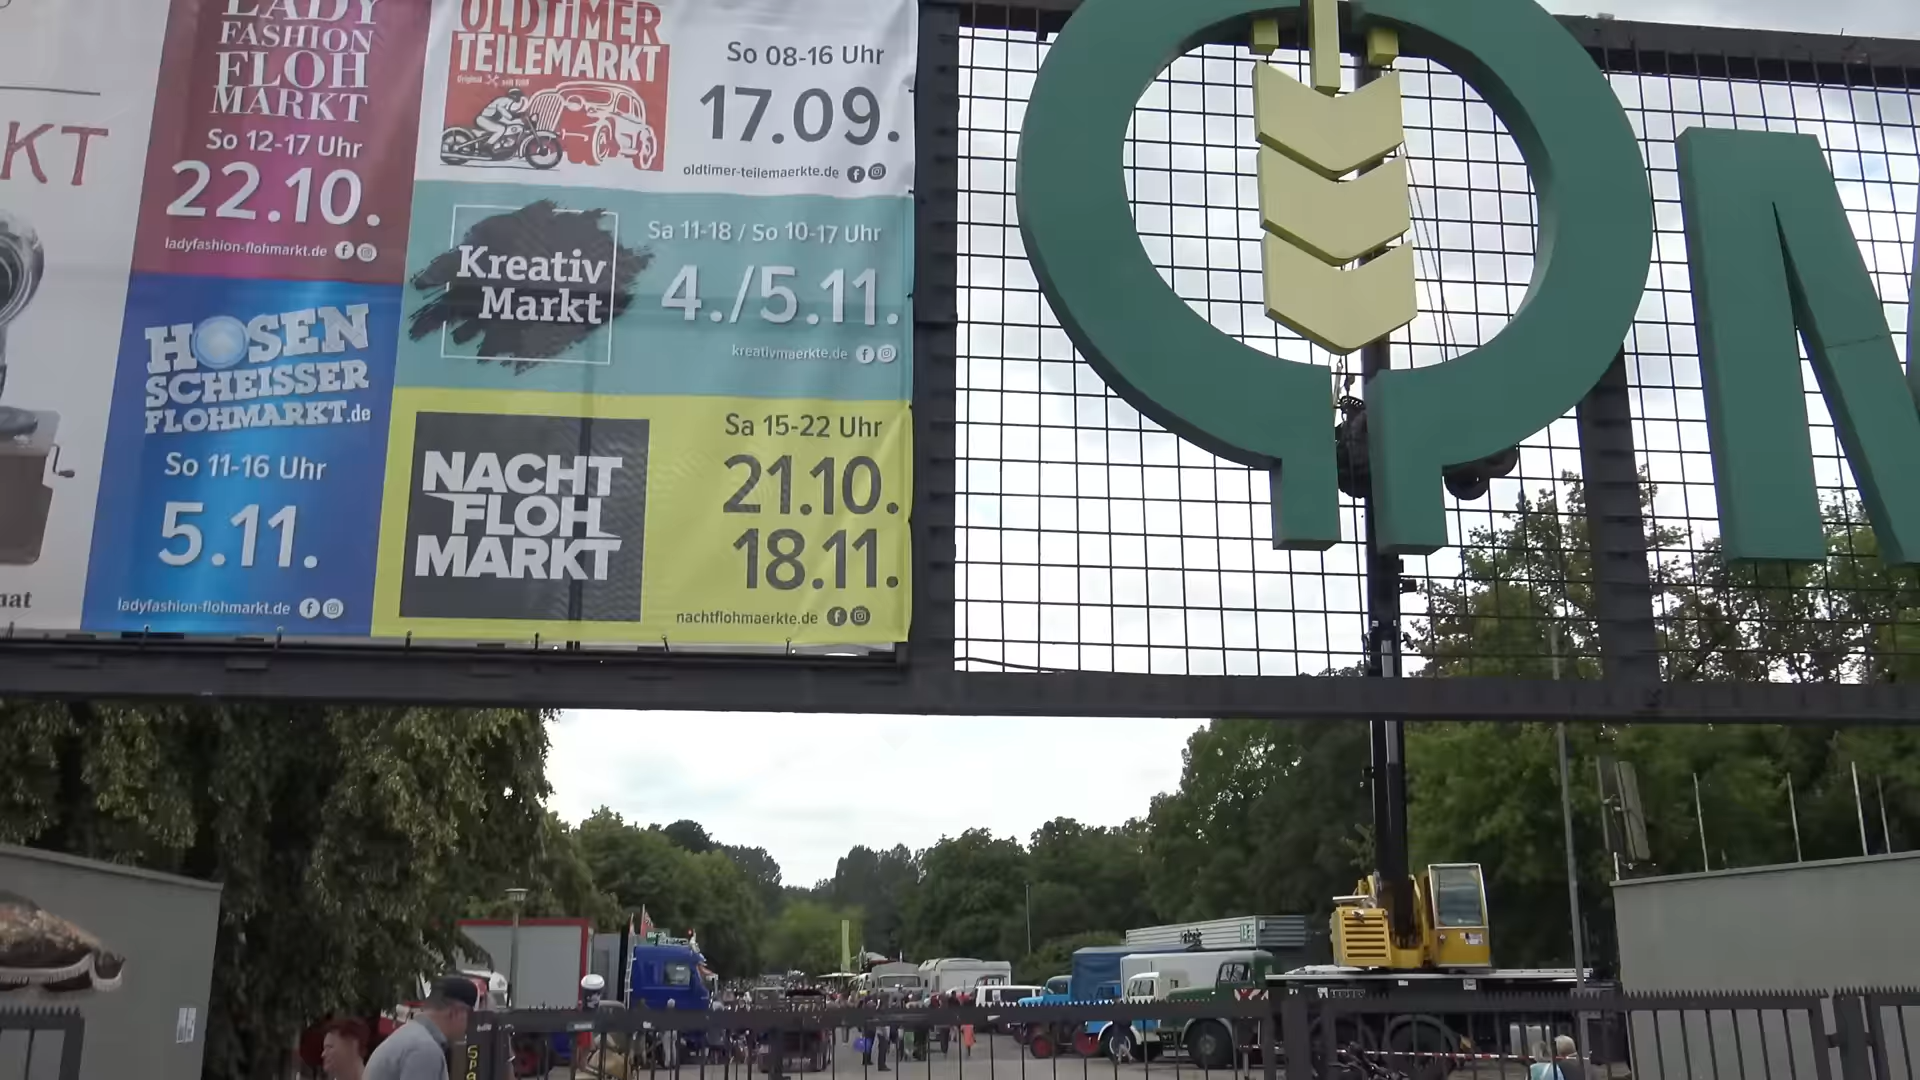 KT
nat
LADY
FASHION
FLOH
MARKT
So 12-17 Uhr
22.10.
ladyfashion-flohmarkt.de
HOSEN
SCHEISSER
FLOHMARKT.de
So 11-16 Uhr
5.11.
ladyfashion-flohmarkt.de
OLDTIMER
TEILEMARKT
So 08-16 Uhr
17.09.
oldtimer-teilemaerkte.de
Kreativ
Markt
Sa 11-18 / So 10-17 Uhr
4./5.11.
kreativmaerkte.de
NACHT
FLOH
MARKT
Sa 15-22 Uhr
21.10.
18.11.
nachtflohmaerkte.de